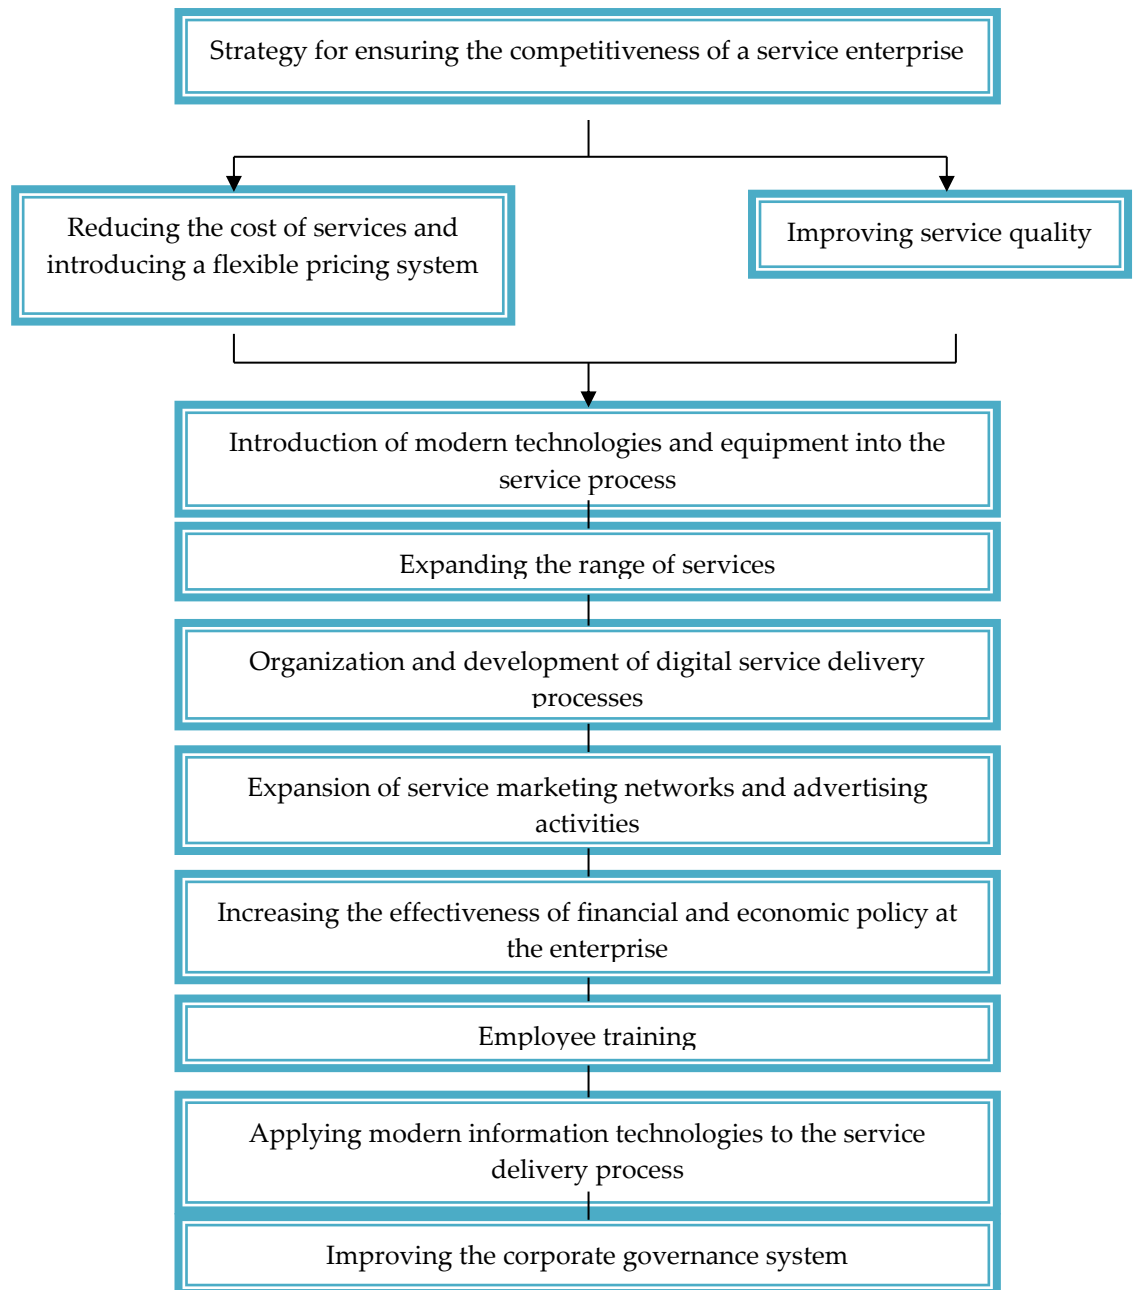 Strategy for ensuring the competitiveness of a service enterprise
Reducing the cost of services and
introducing a flexible pricing system
Improving service quality
Introduction of modern technologies and equipment into the
service process
Expanding the range of services
Organization and development of digital service delivery
processes
Expansion of service marketing networks and advertising
activities
Increasing the effectiveness of financial and economic policy at
the enterprise
Employee training
Applying modern information technologies to the service
delivery process
Improving the corporate governance system